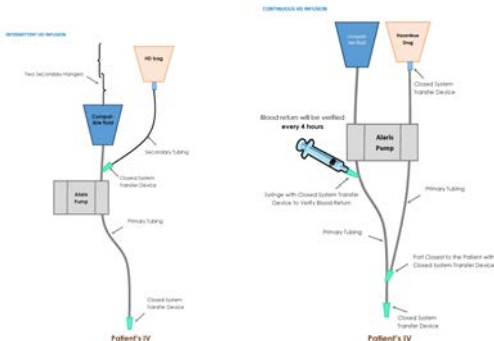 INTERMITTENT HD INFUSION
HD bag
Two Secondary Hangers
Compat-
ible fluid
Secondary Tubing
Closed System
Transfer Device
Alaris
Pump
Primary Tubing
Closed System
Transfer Device
Patient's IV
CONTINUOUS HD INFUSION
Compat-
ible fluid
Hazardous
Drug
Closed System
Transfer Device
Blood return will be verified
every 4 hours
Alaris
Pump
Syringe with Closed System Transfer
Device to Verify Blood Return
Primary Tubing
Primary Tubing
Port Closest to the Patient with
Closed System Transfer Device
Closed System
Transfer Device
Patient's IV